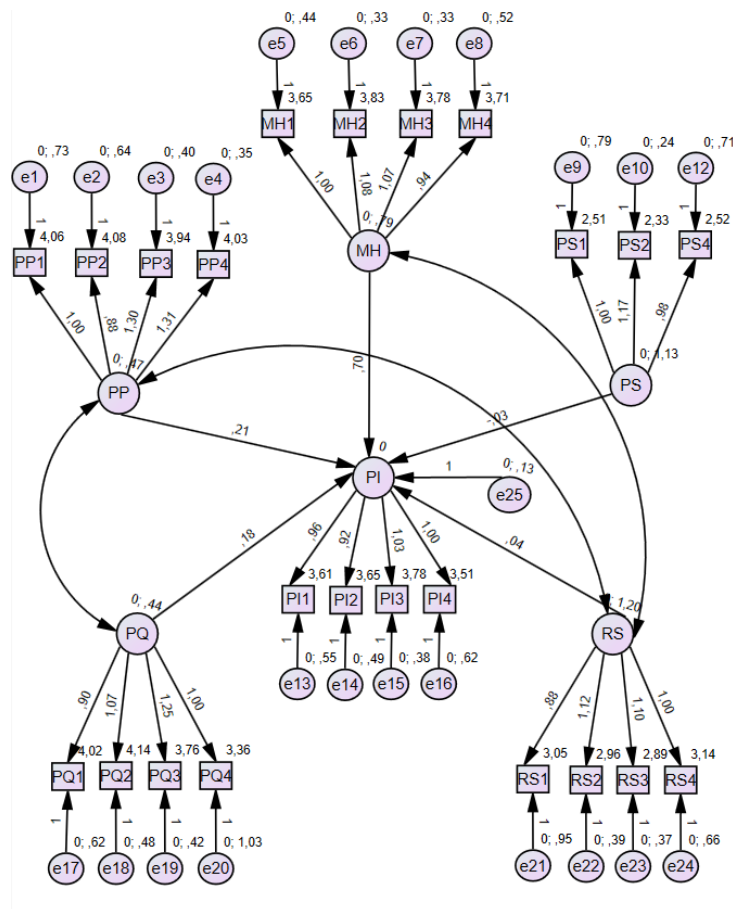 0; ,44 0; ,33 0; ,33 0; ,52
e5 e6 e7 e8
1 1 1 1
3,65 3,83 3,78 3,71
MH1 MH2 MH3 MH4
1,00 1,08 1,07 ,94
0; ,79
MH
0; ,79 0; ,24 0; ,71
e9 e10 e12
1 1 1
2,51 2,33 2,52
PS1 PS2 PS4
1,00 1,17 ,98
0; 1,13
PS
0; ,73 0; ,64 0; ,40 0; ,35
e1 e2 e3 e4
1 1 1 1
4,06 4,08 3,94 4,03
PP1 PP2 PP3 PP4
1,00 ,88 1,30 1,31
0; ,47
PP
,70
,21
-,03
0
PI
1
0; ,13
e25
,18
,04
,96 ,92 1,03 1,00
3,61 3,65 3,78 3,51
PI1 PI2 PI3 PI4
1 1 1 1
0; ,55 0; ,49 0; ,38 0; ,62
e13 e14 e15 e16
0; ,44
PQ
,90 1,07 1,25 1,00
4,02 4,14 3,76 3,36
PQ1 PQ2 PQ3 PQ4
1 1 1 1
0; ,62 0; ,48 0; ,42 0; 1,03
e17 e18 e19 e20
; 1,20
RS
,88 1,12 1,10 1,00
3,05 2,96 2,89 3,14
RS1 RS2 RS3 RS4
1 1 1 1
0; ,95 0; ,39 0; ,37 0; ,66
e21 e22 e23 e24